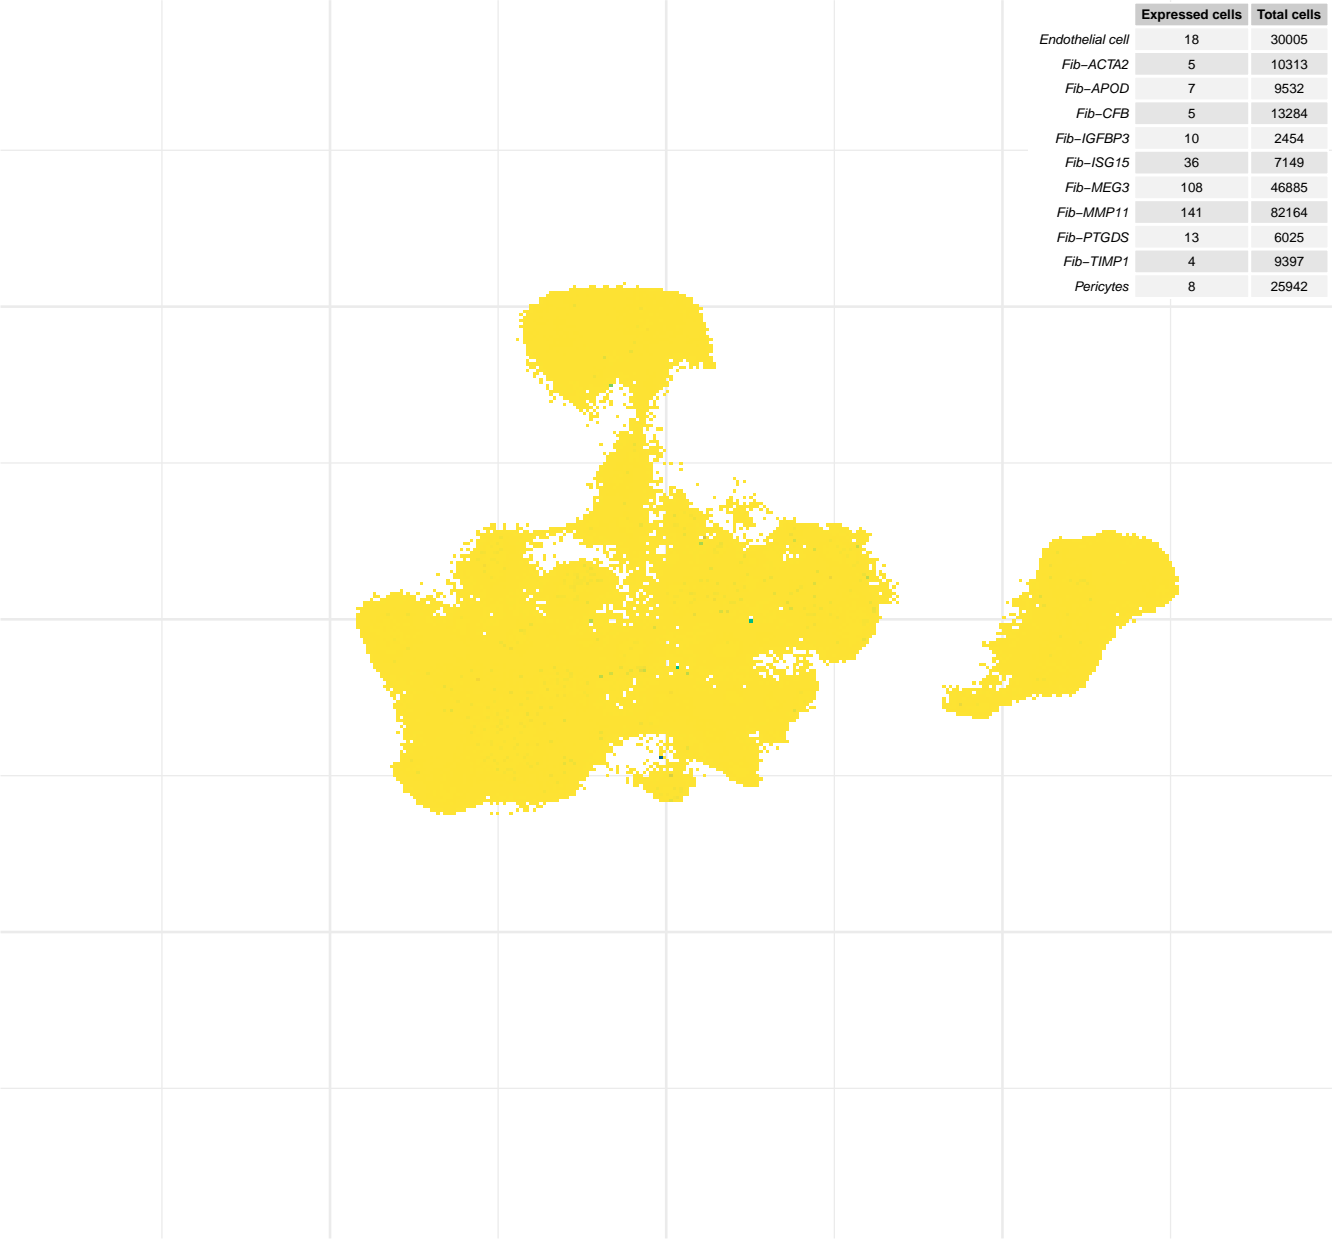 Expressed cells Total cells
Endothelial cell 18 30005
Fib−ACTA2 5 10313
Fib−APOD 7 9532
Fib−CFB 5 13284
Fib−IGFBP3 10 2454
Fib−ISG15 36 7149
Fib−MEG3 108 46885
Fib−MMP11 141 82164
Fib−PTGDS 13 6025
Fib−TIMP1 4 9397
Pericytes 8 25942